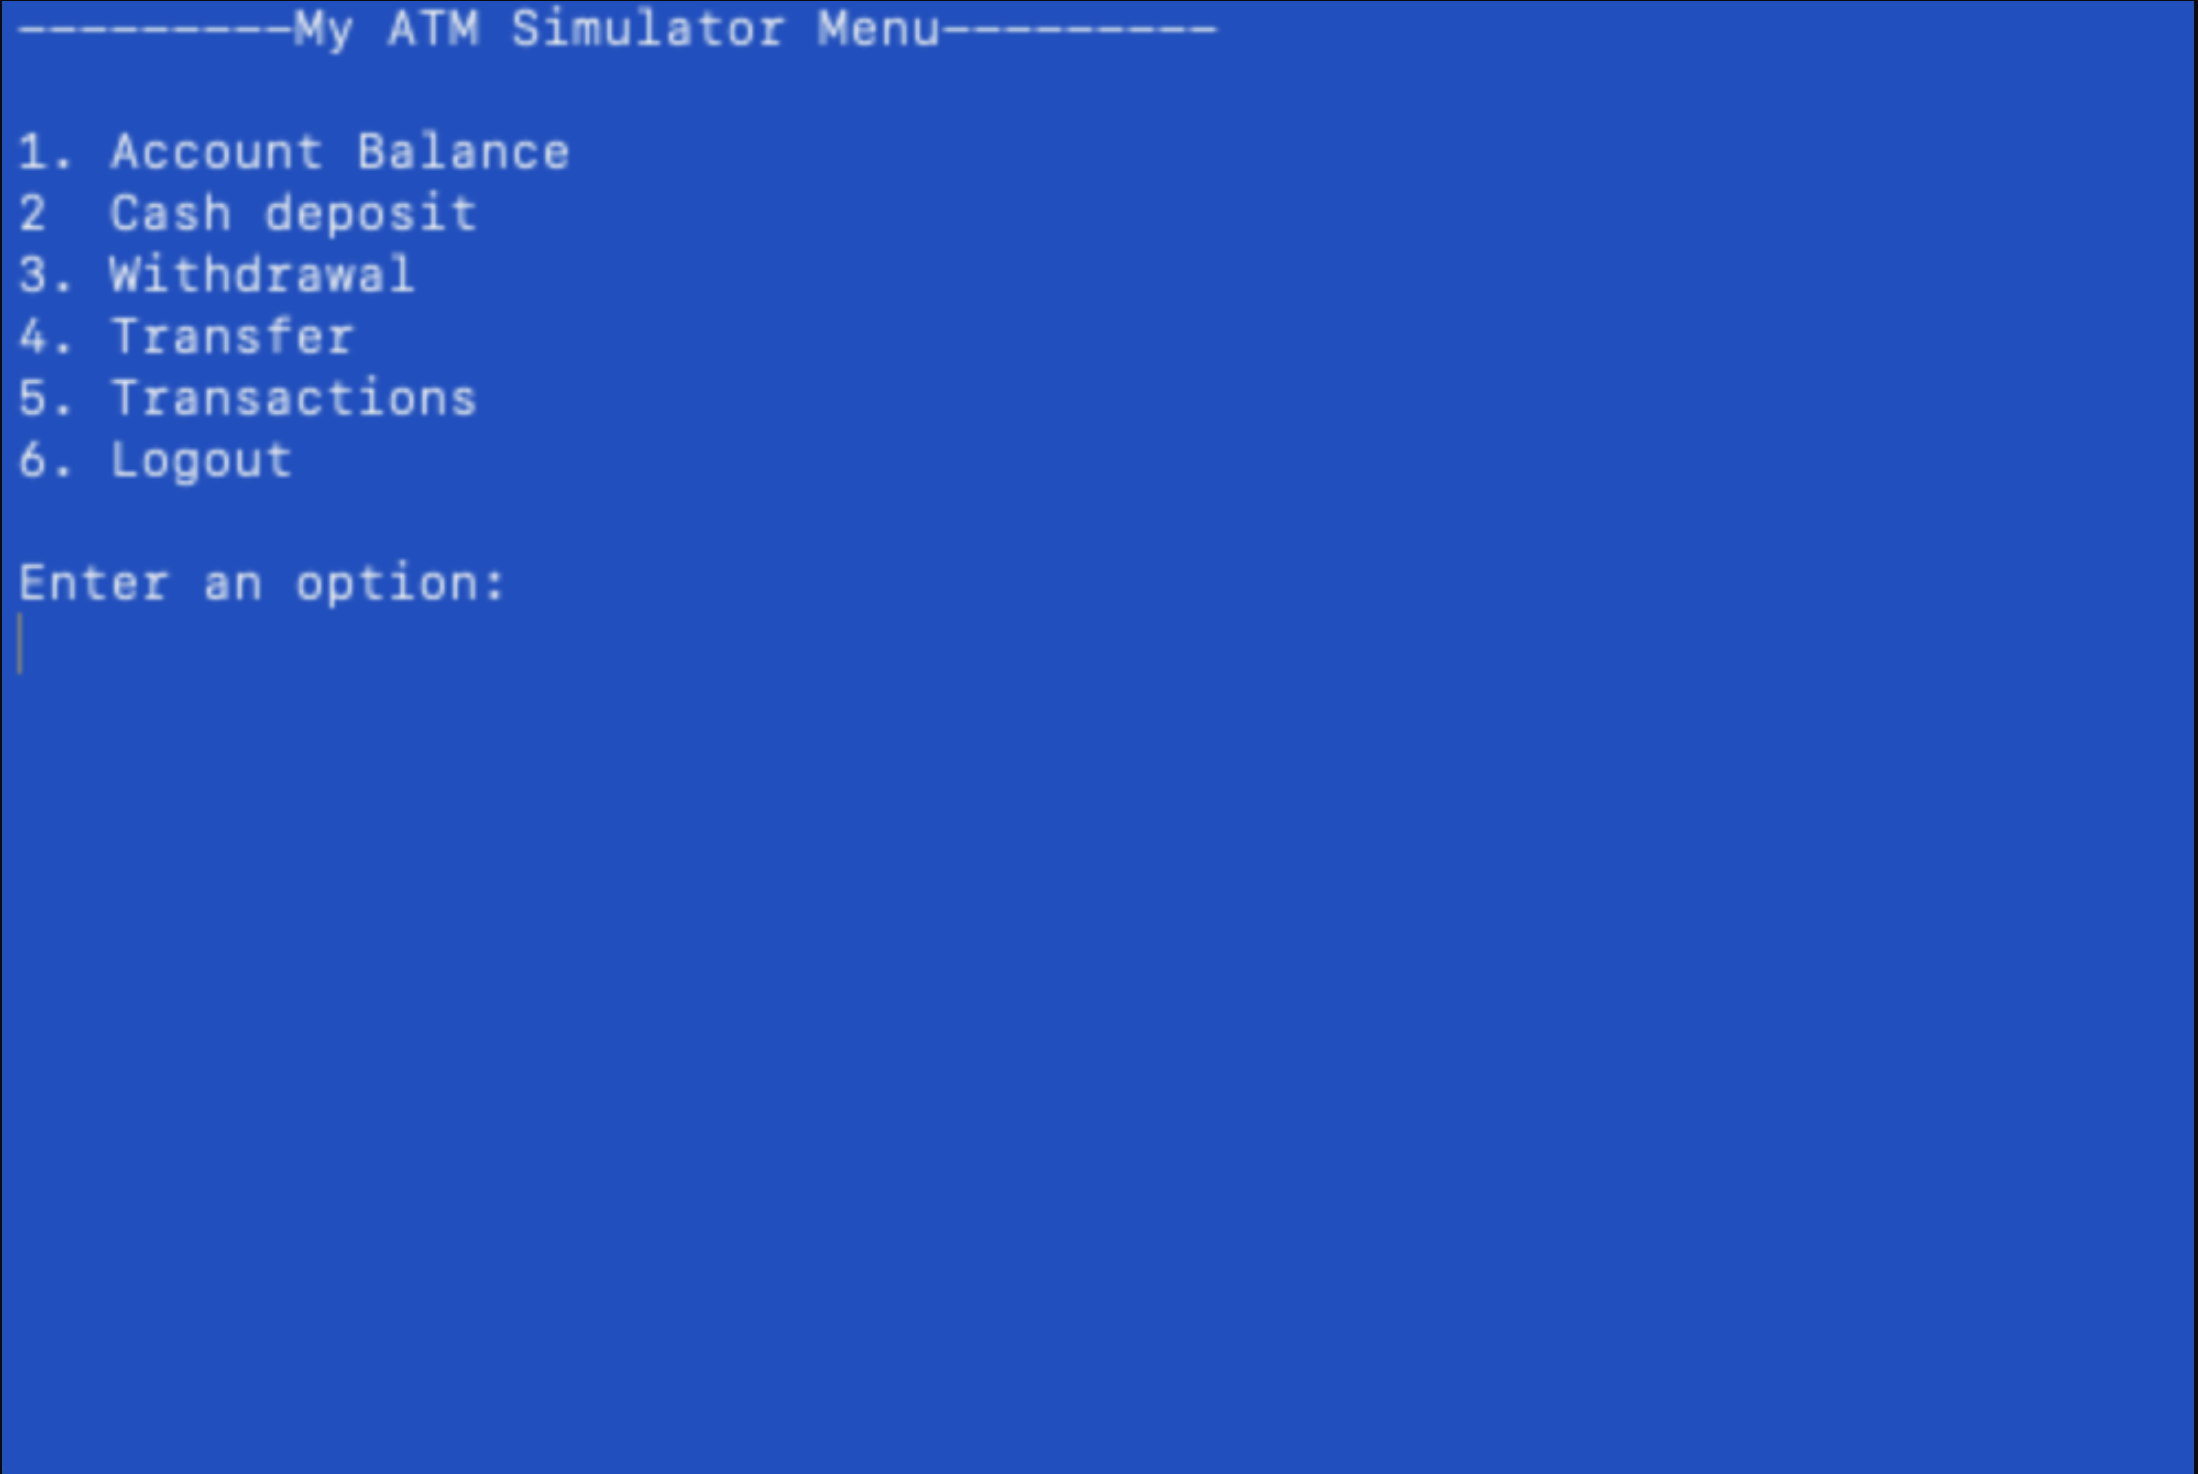 ---------My ATM Simulator Menu---------
1. Account Balance
2  Cash deposit
3. Withdrawal
4. Transfer
5. Transactions
6. Logout
Enter an option: